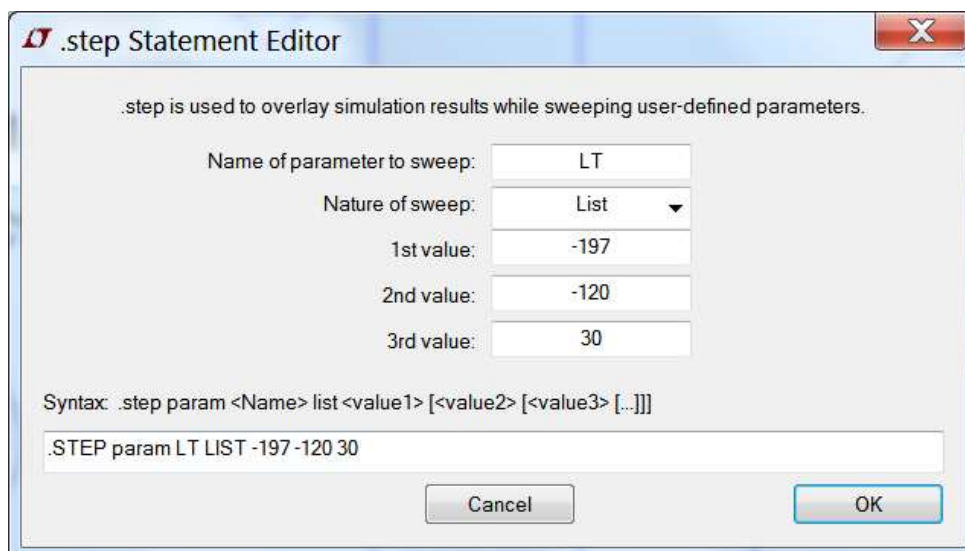 .step Statement Editor
.step is used to overlay simulation results while sweeping user-defined parameters.
Name of parameter to sweep: LT
Nature of sweep: List
1st value: -197
2nd value: -120
3rd value: 30
Syntax: .step param <Name> list <value1> [<value2> [<value3> [...]]]
.STEP param LT LIST -197 -120 30
Cancel OK